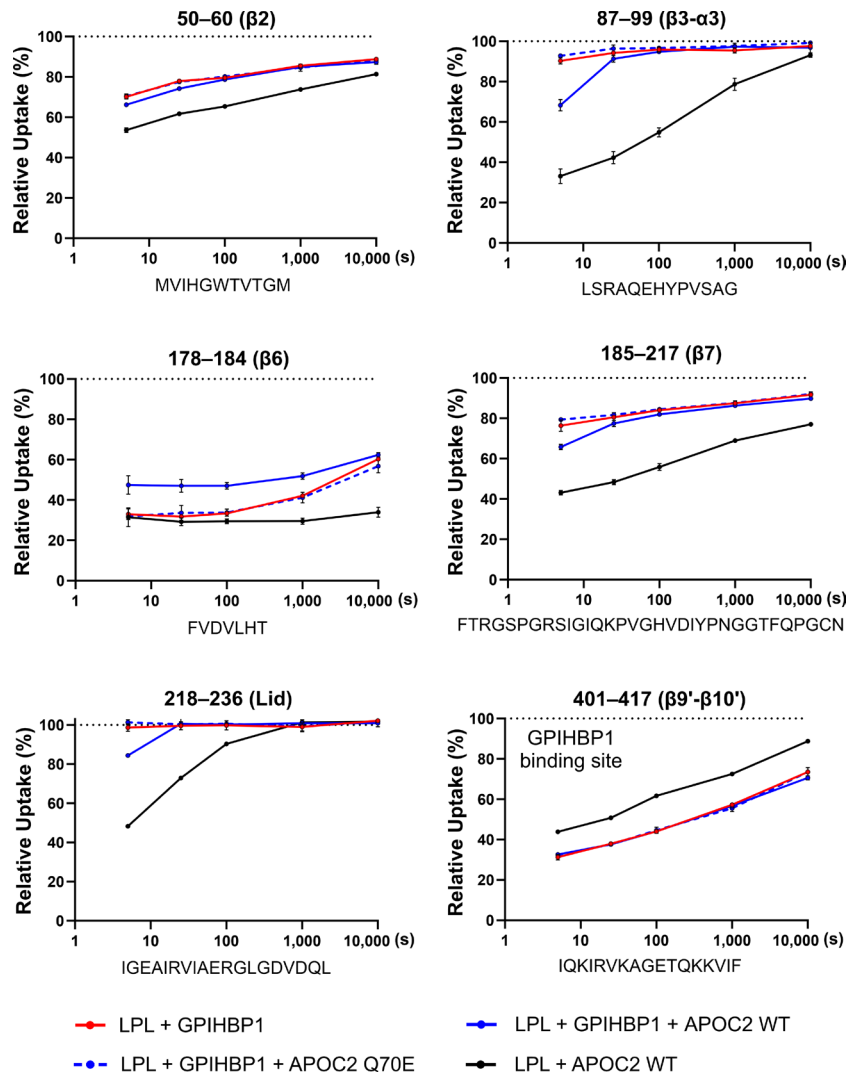 50–60 (β2)
Relative Uptake (%)
100
80
60
40
20
0
1 10 100 1,000 10,000 (s)
MVIHGWTVTGM
87–99 (β3-α3)
Relative Uptake (%)
100
80
60
40
20
0
1 10 100 1,000 10,000 (s)
LSRAQEHYPVSAG
178–184 (β6)
Relative Uptake (%)
100
80
60
40
20
0
1 10 100 1,000 10,000 (s)
FVDVLHT
185–217 (β7)
Relative Uptake (%)
100
80
60
40
20
0
1 10 100 1,000 10,000 (s)
FTRGSPGRSIGIQKPVGHVDIYPNGGTFQPGCN
218–236 (Lid)
Relative Uptake (%)
100
80
60
40
20
0
1 10 100 1,000 10,000 (s)
IGEAIRVIAERGLGDVDQL
401–417 (β9'-β10')
Relative Uptake (%)
100
80
60
40
20
0
GPIHBP1
binding site
1 10 100 1,000 10,000 (s)
IQKIRVKAGETQKKVIF
LPL + GPIHBP1
LPL + GPIHBP1 + APOC2 WT
LPL + GPIHBP1 + APOC2 Q70E
LPL + APOC2 WT